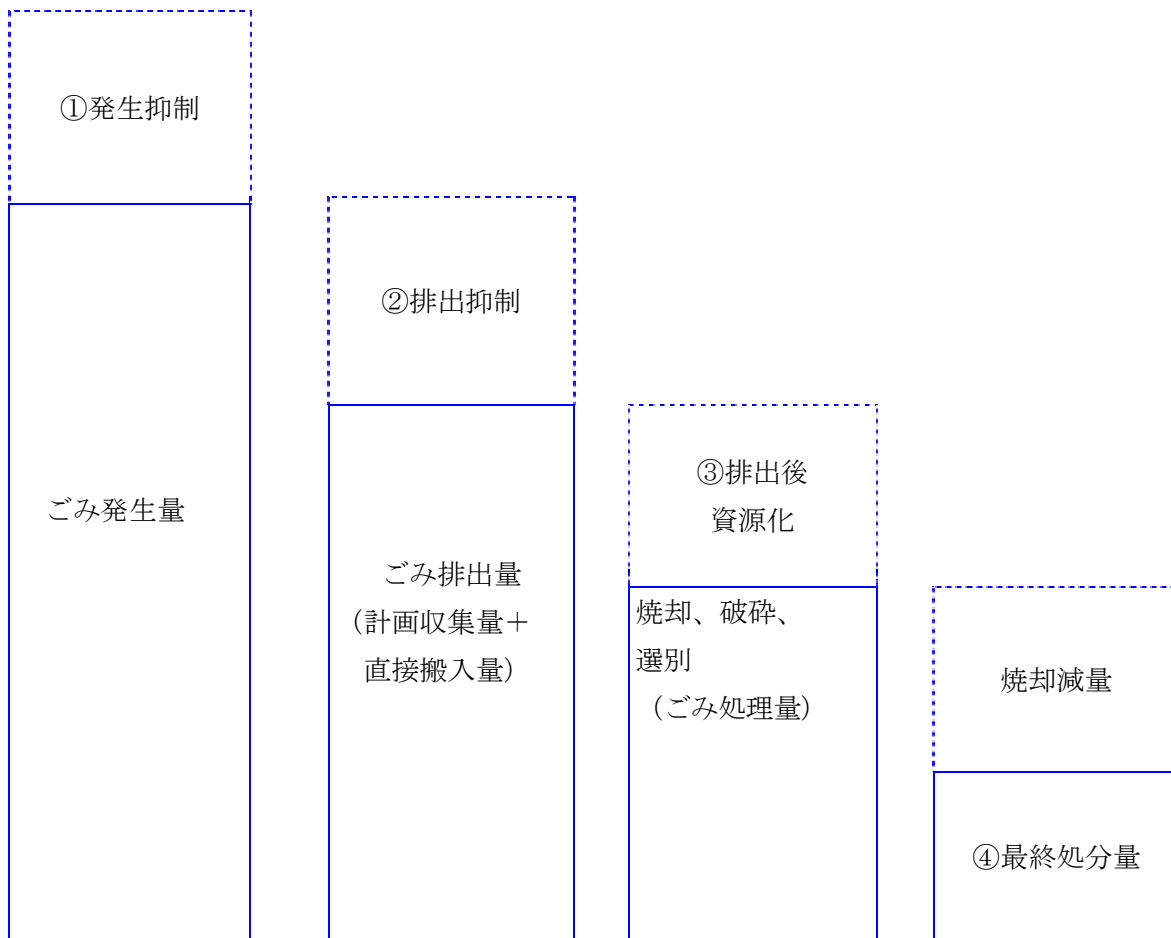 ①発生抑制
ごみ発生量
②排出抑制
ごみ排出量
(計画収集量＋
直接搬入量)
③排出後
資源化
焼却、破砕、
選別
(ごみ処理量)
焼却減量
④最終処分量